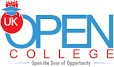 UK
OPEN
COLLEGE
Open the Door of Opportunity